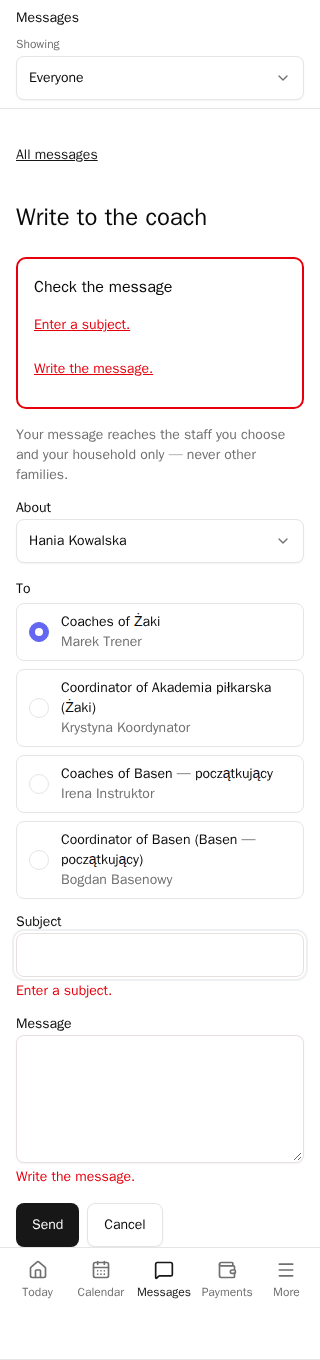 Messages
Showing
Everyone
All messages
Write to the coach
Check the message
Enter a subject.
Write the message.
Your message reaches the staff you choose
and your household only — never other
families.
About
Hania Kowalska
To
Coaches of Żaki
Marek Trener
Coordinator of Akademia piłkarska
(Żaki)
Krystyna Koordynator
Coaches of Basen — początkujący
Irena Instruktor
Coordinator of Basen (Basen —
początkujący)
Bogdan Basenowy
Subject
Enter a subject.
Message
Write the message.
Send Cancel
Today Calendar Messages Payments More